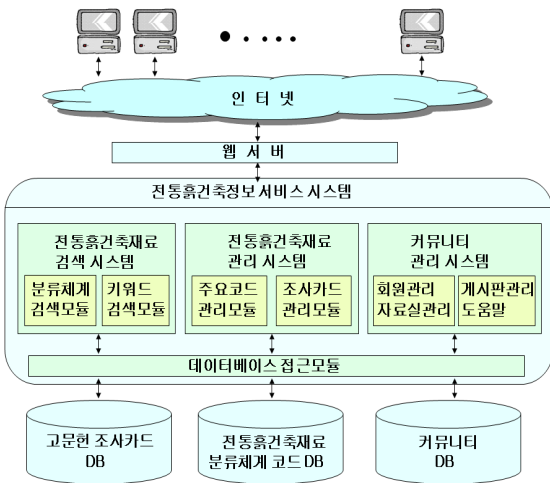 인 터 넷
웹 서 버
전통흙건축정보 서비스 시스템
전통흙건축재료
검색 시스템
분류체계
검색모듈
키워드
검색모듈
전통흙건축재료
관리 시스템
주요코드
관리모듈
조사카드
관리모듈
커뮤니티
관리 시스템
회원관리
자료실관리
게시판관리
도움말
데이터베이스 접근모듈
고문헌 조사카드
DB
전통흙건축재료
분류체계 코드 DB
커뮤니티
DB